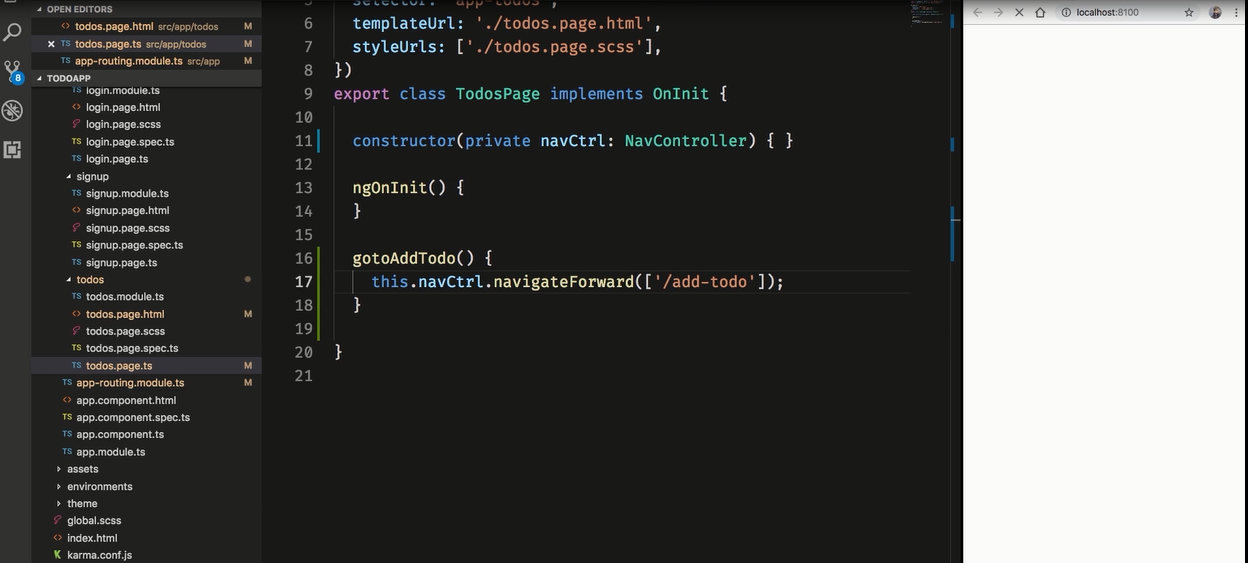 OPEN EDITORS
todos.page.html src/app/todos M
TS todos.page.ts src/app/todos M
TS app-routing.module.ts src/app M
8
TODOAPP
TS login.module.ts
login.page.html
login.page.scss
TS login.page.spec.ts
TS login.page.ts
signup
TS signup.module.ts
signup.page.html
signup.page.scss
TS signup.page.spec.ts
TS signup.page.ts
todos
TS todos.module.ts
todos.page.html M
todos.page.scss
TS todos.page.spec.ts
TS todos.page.ts M
TS app-routing.module.ts M
app.component.html
TS app.component.spec.ts
TS app.component.ts
TS app.module.ts
assets
environments
theme
global.scss
index.html
karma.conf.js
5 selector: 'app-todos',
6 templateUrl: './todos.page.html',
7 styleUrls: ['./todos.page.scss'],
8 })
9 export class TodosPage implements OnInit {
10
11 constructor(private navCtrl: NavController) { }
12
13 ngOnInit() {
14 }
15
16 gotoAddTodo() {
17 this.navCtrl.navigateForward(['/add-todo']);
18 }
19
20 }
21
localhost:8100